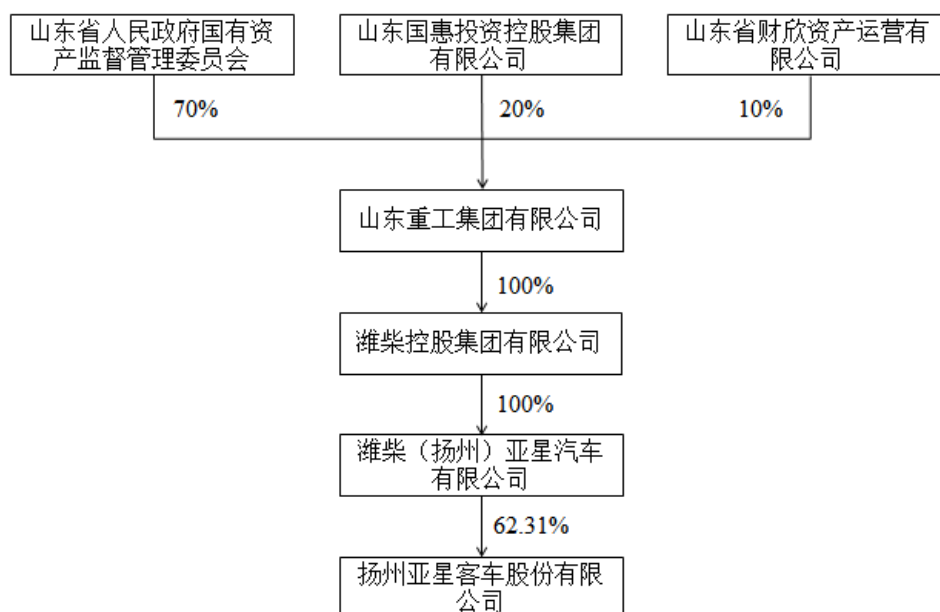 山东省人民政府国有资
产监督管理委员会
山东国惠投资控股集团
有限公司
山东省财欣资产运营有
限公司
70%
20%
10%
山东重工集团有限公司
100%
潍柴控股集团有限公司
100%
潍柴（扬州）亚星汽车
有限公司
62.31%
扬州亚星客车股份有限
公司